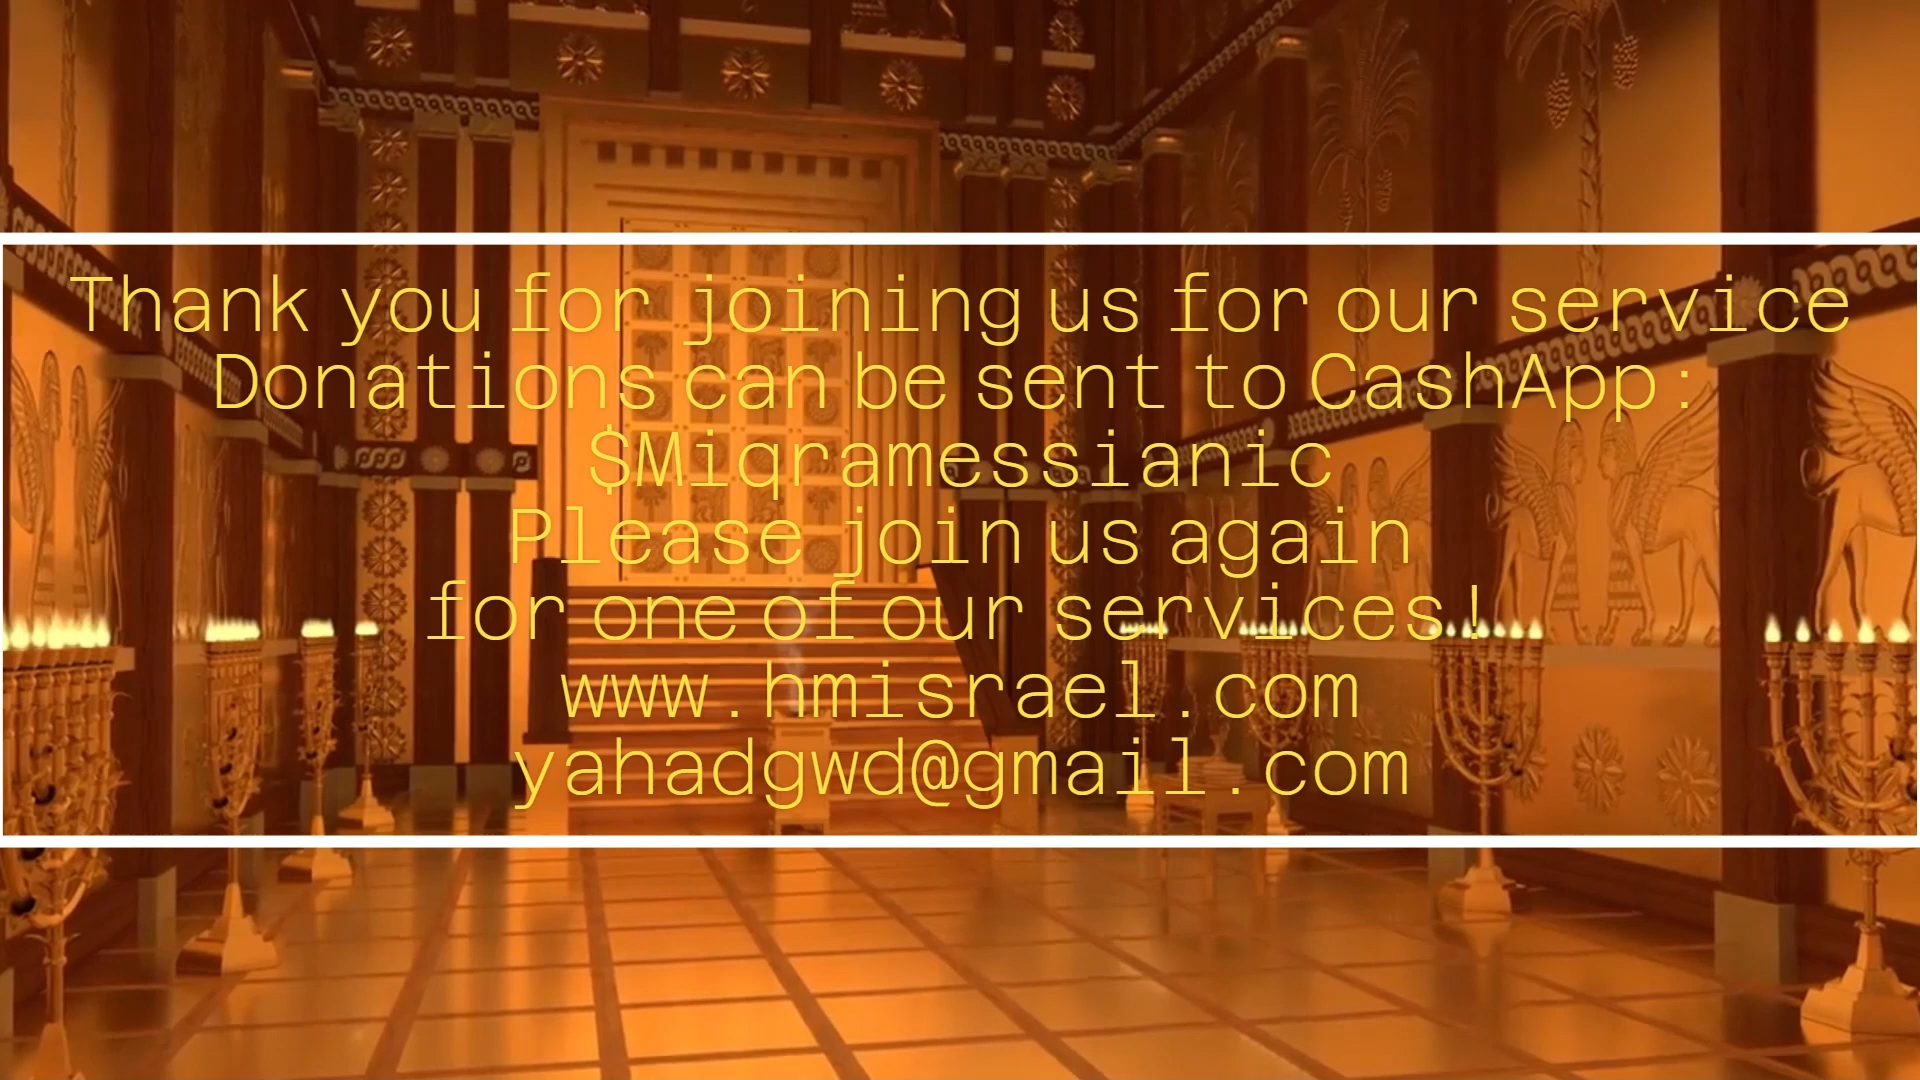 Thank you for joining us for our service
Donations can be sent to CashApp:
$Miqramessianic
Please join us again
for one of our services!
www.hmisrael.com
yahadgwd@gmail.com